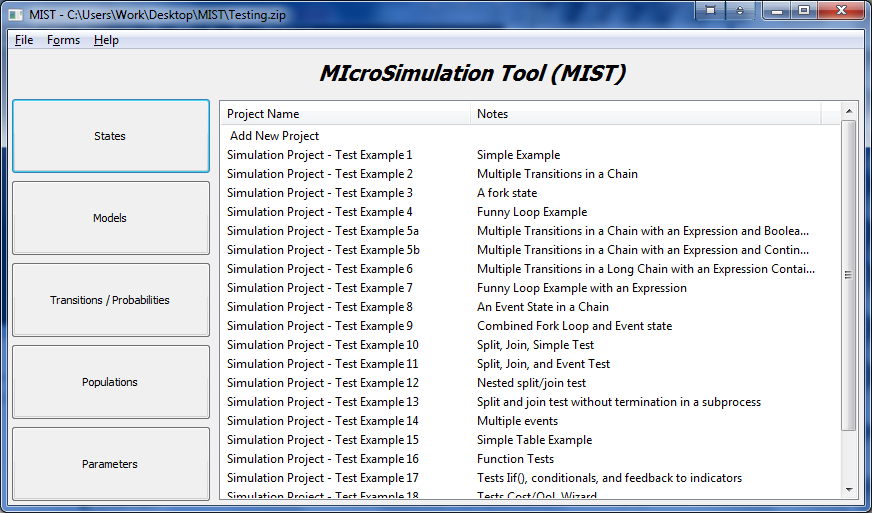 MIST - C:\Users\Work\Desktop\MIST\Testing.zip
File Forms Help
MIcroSimulation Tool (MIST)
States
Models
Transitions / Probabilities
Populations
Parameters
Project Name Notes
Add New Project
Simulation Project - Test Example 1 Simple Example
Simulation Project - Test Example 2 Multiple Transitions in a Chain
Simulation Project - Test Example 3 A fork state
Simulation Project - Test Example 4 Funny Loop Example
Simulation Project - Test Example 5a Multiple Transitions in a Chain with an Expression and Boolea...
Simulation Project - Test Example 5b Multiple Transitions in a Chain with an Expression and Contin...
Simulation Project - Test Example 6 Multiple Transitions in a Long Chain with an Expression Contai...
Simulation Project - Test Example 7 Funny Loop Example with an Expression
Simulation Project - Test Example 8 An Event State in a Chain
Simulation Project - Test Example 9 Combined Fork Loop and Event state
Simulation Project - Test Example 10 Split, Join, Simple Test
Simulation Project - Test Example 11 Split, Join, and Event Test
Simulation Project - Test Example 12 Nested split/join test
Simulation Project - Test Example 13 Split and join test without termination in a subprocess
Simulation Project - Test Example 14 Multiple events
Simulation Project - Test Example 15 Simple Table Example
Simulation Project - Test Example 16 Function Tests
Simulation Project - Test Example 17 Tests Iif(), conditionals, and feedback to indicators
Simulation Project - Test Example 18 Tests Cost/QoL Wizard